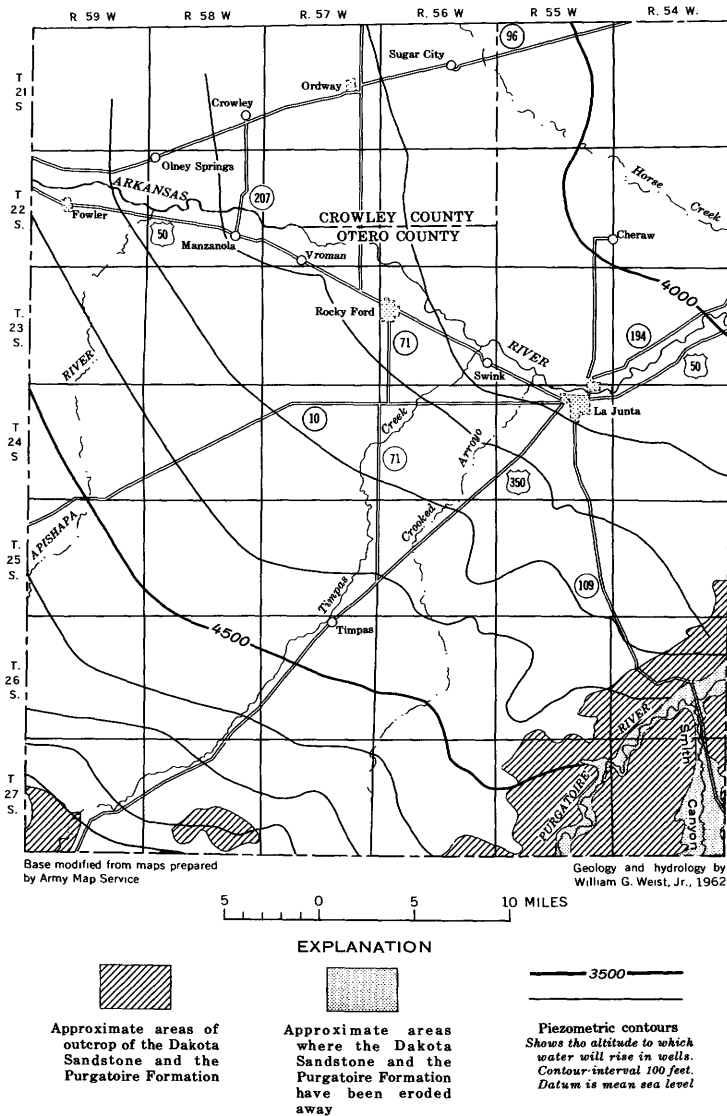 R 59 W
R 58 W
R. 57 W
R. 56 W
R 55 W
R. 54 W.
T
21
S
T
22
S.
T.
23
S.
T
24
S
T.
25
S.
T.
26
S.
T
27
S.
96
Sugar City
Ordway
Crowley
Olney Springs
ARKANSAS
Horse
Creek
207
Fowler
50
Manzanola
CROWLEY COUNTY
OTERO COUNTY
Vroman
Cheraw
4000
Rocky Ford
RIVER
71
RIVER
194
50
Swink
La Junta
10
Creek
71
Arroyo
350
Crooked
APISHAPA
Timpas
109
Timpas
4500
RIVER
PURGATOIRE
Smith
Canyon
Base modified from maps prepared
by Army Map Service
Geology and hydrology by
William G. Weist, Jr., 1962
5 0 5 10 MILES
EXPLANATION
Approximate areas of
outcrop of the Dakota
Sandstone and the
Purgatoire Formation
Approximate areas
where the Dakota
Sandstone and the
Purgatoire Formation
have been eroded
away
3500
Piezometric contours
Shows the altitude to which
water will rise in wells.
Contour interval 100 feet.
Datum is mean sea level